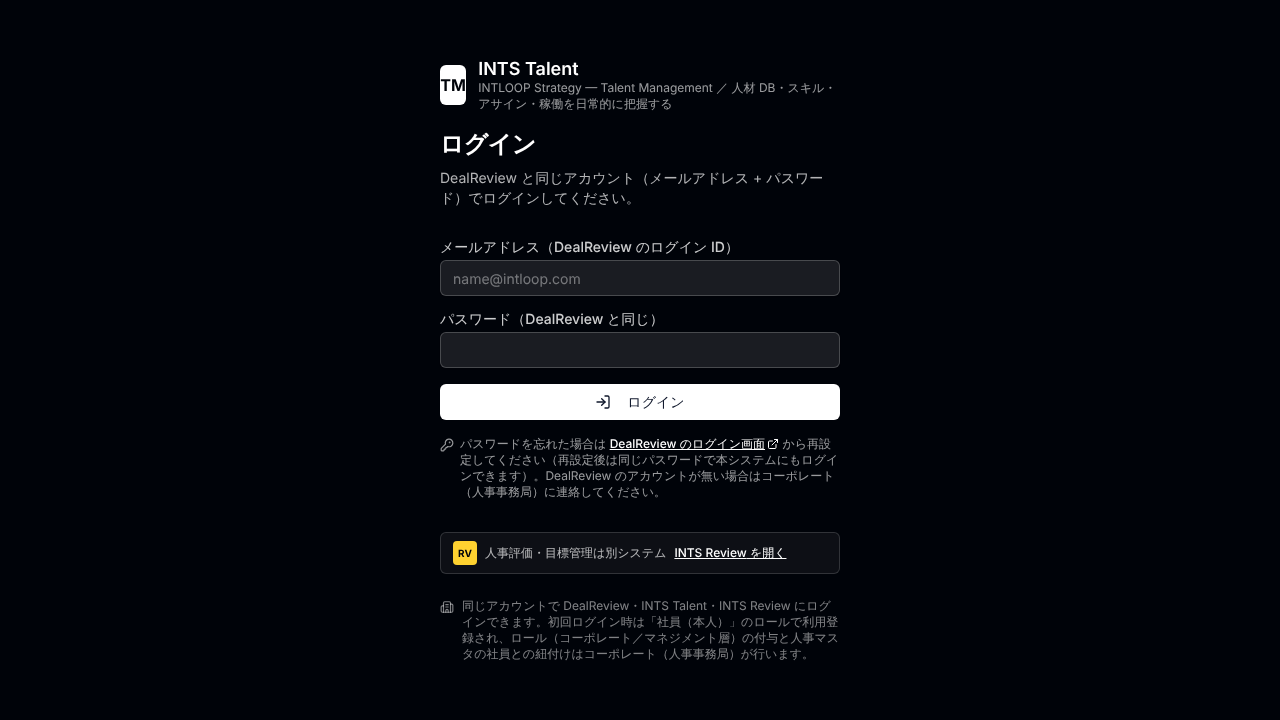 TM
INTS Talent
INTLOOP Strategy — Talent Management ／ 人材 DB・スキル・
アサイン・稼働を日常的に把握する
ログイン
DealReview と同じアカウント（メールアドレス + パスワー
ド）でログインしてください。
メールアドレス（DealReview のログイン ID）
name@intloop.com
パスワード（DealReview と同じ）
ログイン
パスワードを忘れた場合は DealReview のログイン画面 から再設
定してください（再設定後は同じパスワードで本システムにもログイ
ンできます）。DealReview のアカウントが無い場合はコーポレート
（人事事務局）に連絡してください。
RV 人事評価・目標管理は別システム INTS Review を開く
同じアカウントで DealReview・INTS Talent・INTS Review にログ
インできます。初回ログイン時は「社員（本人）」のロールで利用登
録され、ロール（コーポレート／マネジメント層）の付与と人事マス
タの社員との紐付けはコーポレート（人事事務局）が行います。